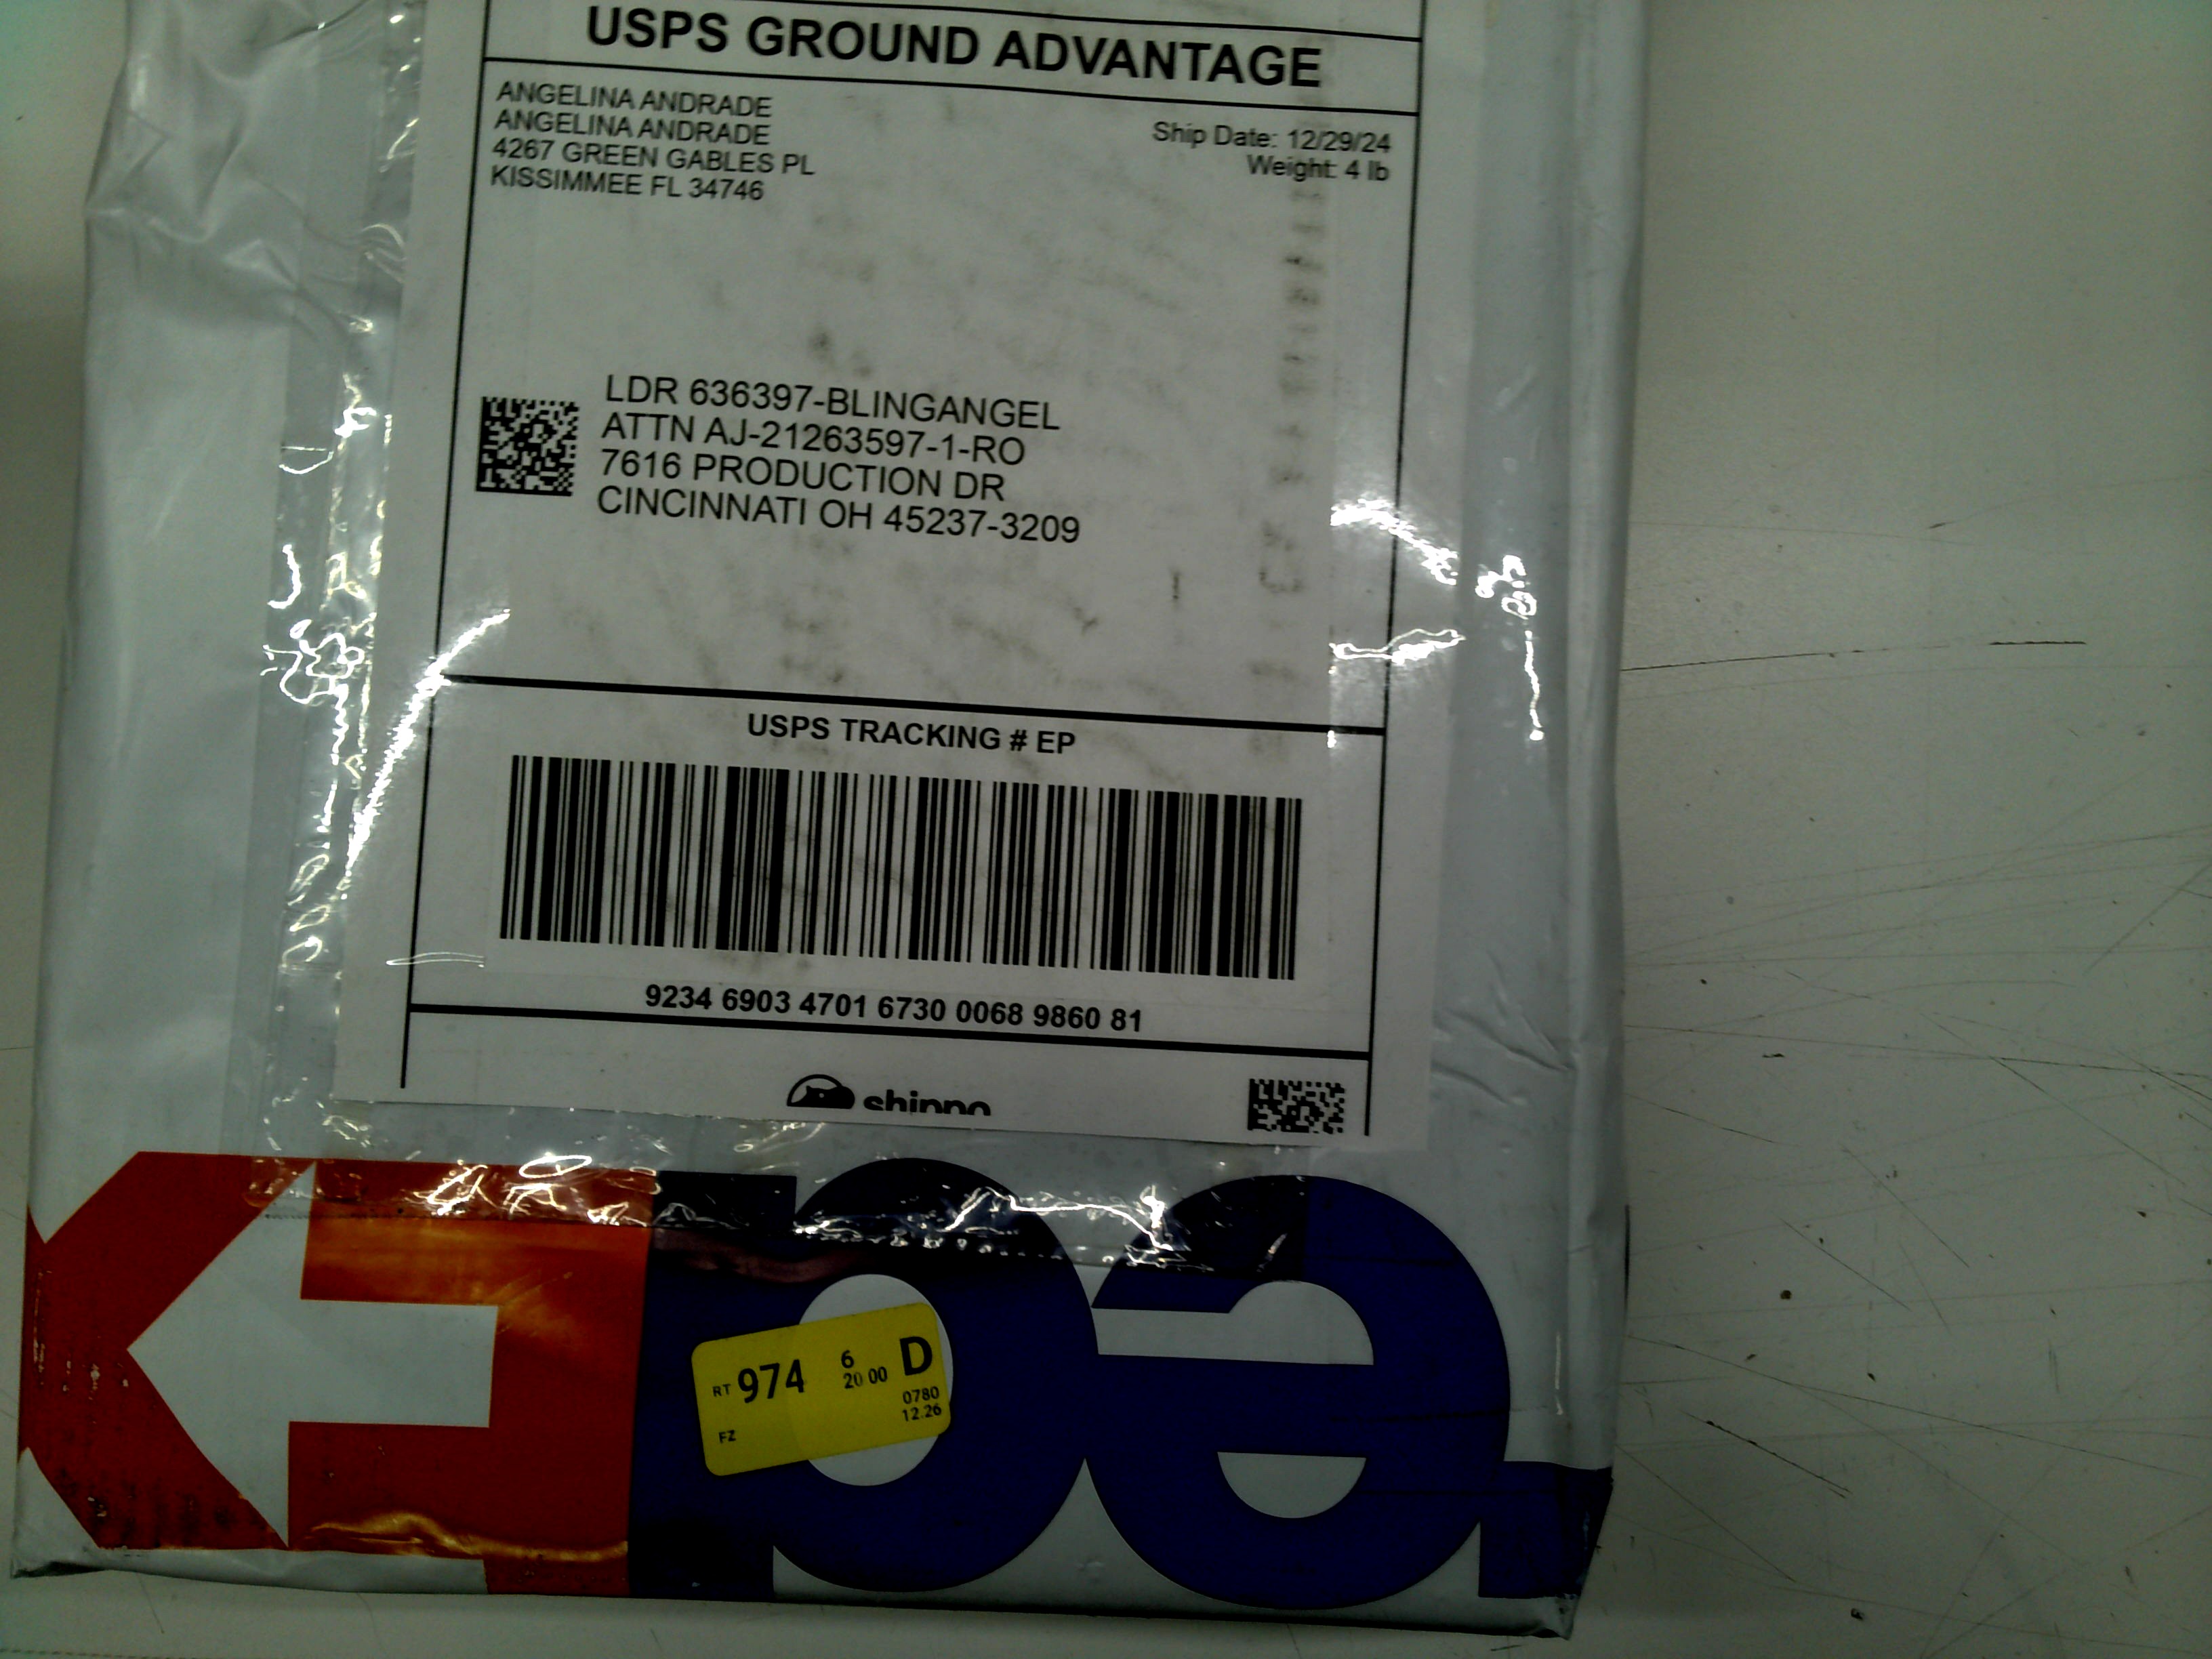 USPS GROUND ADVANTAGE
ANGELINA ANDRADE
ANGELINA ANDRADE
4267 GREEN GABLES PL
KISSIMMEE FL 34746
Ship Date: 12/29/24
Weight: 4 lb
LDR 636397-BLINGANGEL
ATTN AJ-21263597-1-RO
7616 PRODUCTION DR
CINCINNATI OH 45237-3209
USPS TRACKING # EP
9234 6903 4701 6730 0068 9860 81
shippo
RT 974 6 20 00 D
0780
12.26
FZ